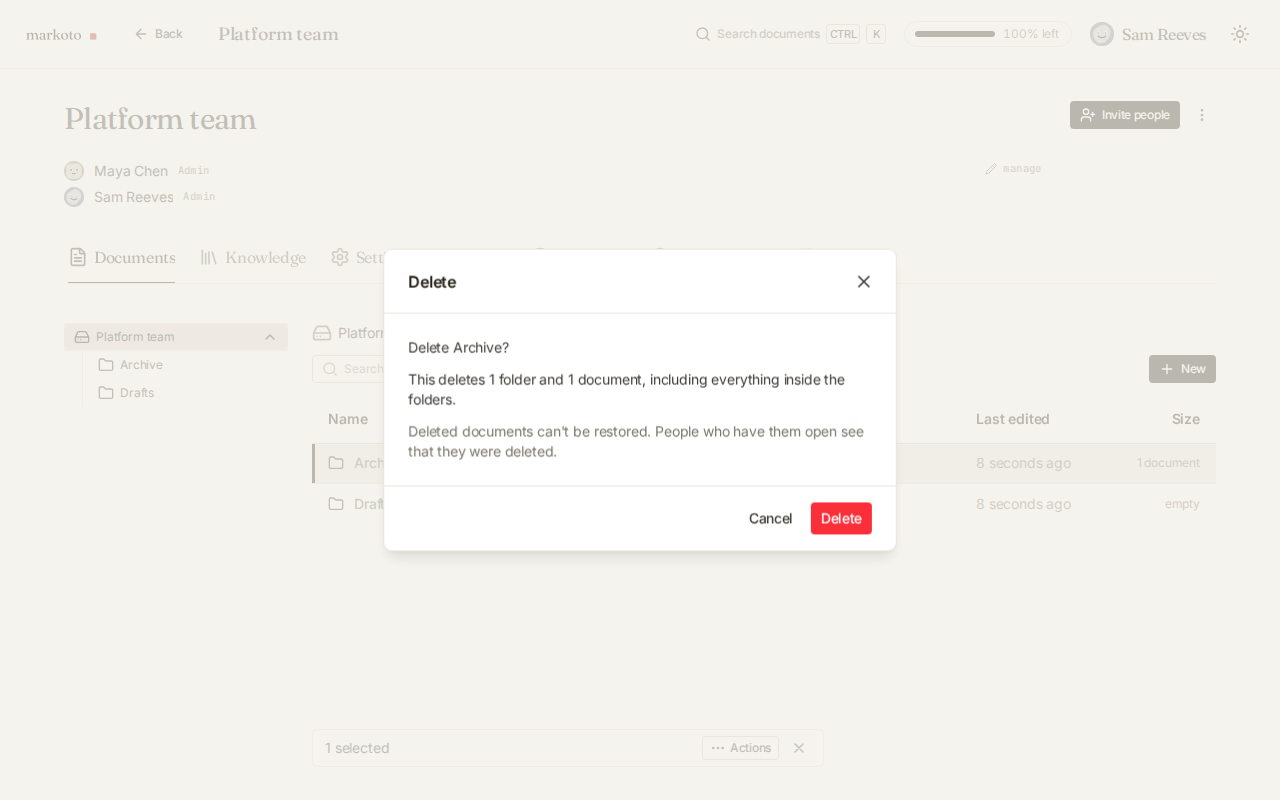 markoto
Back
Platform team
Search documents CTRL K
100% left
Sam Reeves
Platform team
Invite people
Maya Chen Admin
manage
Sam Reeves Admin
Documents
Knowledge
Delete
Platform team
Archive
Drafts
Delete Archive?
This deletes 1 folder and 1 document, including everything inside the
folders.
Deleted documents can't be restored. People who have them open see
that they were deleted.
Cancel
Delete
Search
New
Name
Last edited
Size
8 seconds ago
1 document
8 seconds ago
empty
1 selected
Actions